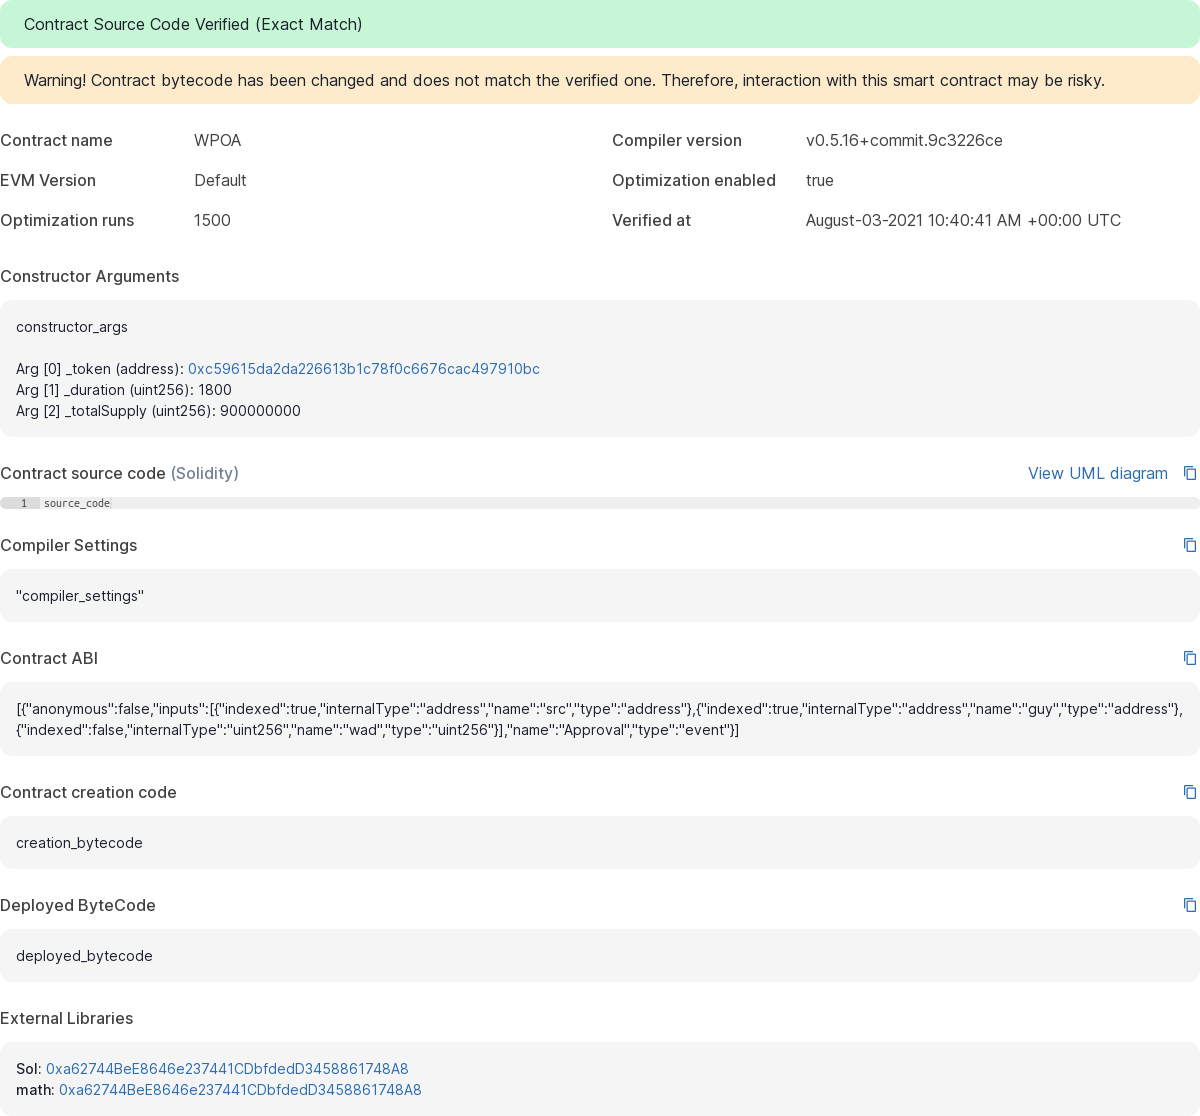 Contract Source Code Verified (Exact Match)
Warning! Contract bytecode has been changed and does not match the verified one. Therefore, interaction with this smart contract may be risky.
Contract name WPOA Compiler version v0.5.16+commit.9c3226ce
EVM Version Default Optimization enabled true
Optimization runs 1500 Verified at August-03-2021 10:40:41 AM +00:00 UTC
Constructor Arguments
constructor_args
Arg [0] _token (address): 0xc59615da2da226613b1c78f0c6676cac497910bc
Arg [1] _duration (uint256): 1800
Arg [2] _totalSupply (uint256): 900000000
Contract source code (Solidity) View UML diagram
1 source_code
Compiler Settings
"compiler_settings"
Contract ABI
[{"anonymous":false,"inputs":[{"indexed":true,"internalType":"address","name":"src","type":"address"},{"indexed":true,"internalType":"address","name":"guy","type":"address"},
{"indexed":false,"internalType":"uint256","name":"wad","type":"uint256"}],"name":"Approval","type":"event"}]
Contract creation code
creation_bytecode
Deployed ByteCode
deployed_bytecode
External Libraries
Sol: 0xa62744BeE8646e237441CDbfdedD3458861748A8
math: 0xa62744BeE8646e237441CDbfdedD3458861748A8